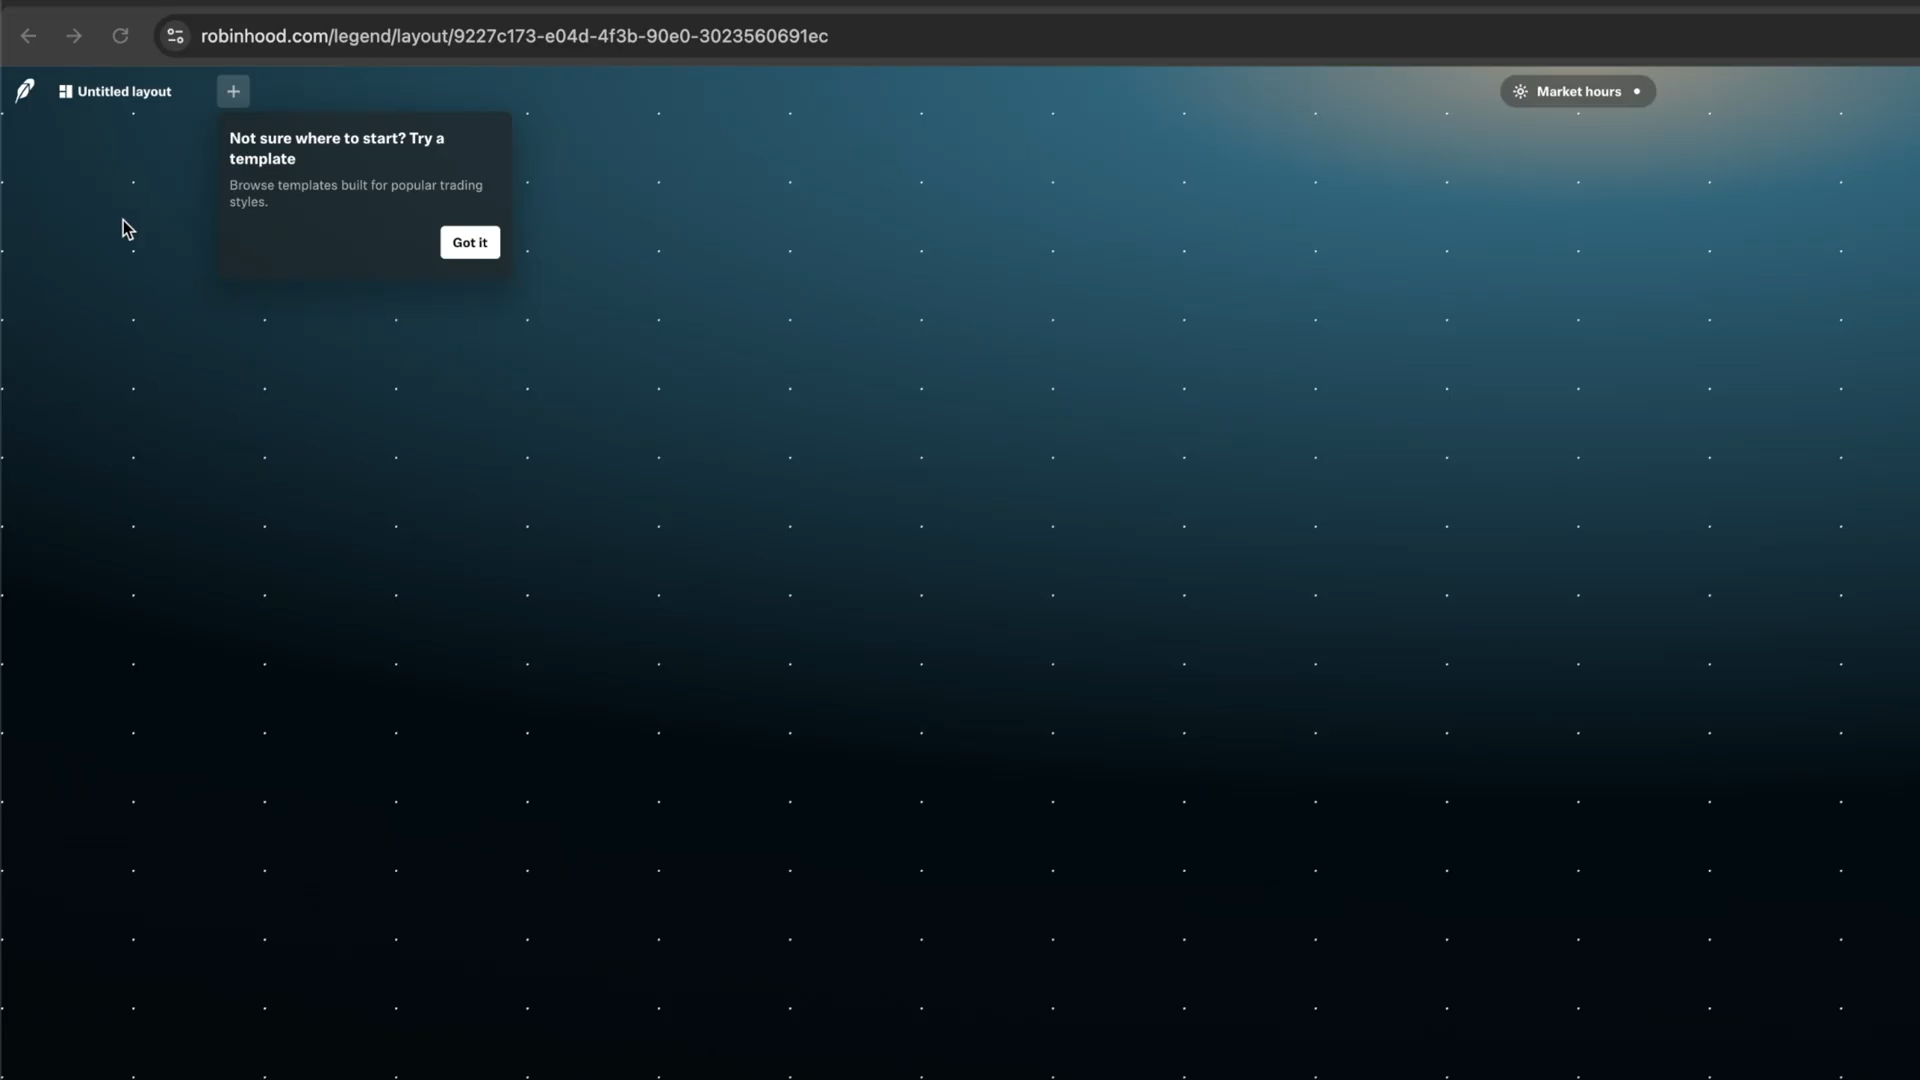 robinhood.com/legend/layout/9227c173-e04d-4f3b-90e0-3023560691ec
Untitled layout
Market hours
Not sure where to start? Try a
template
Browse templates built for popular trading
styles.
Got it